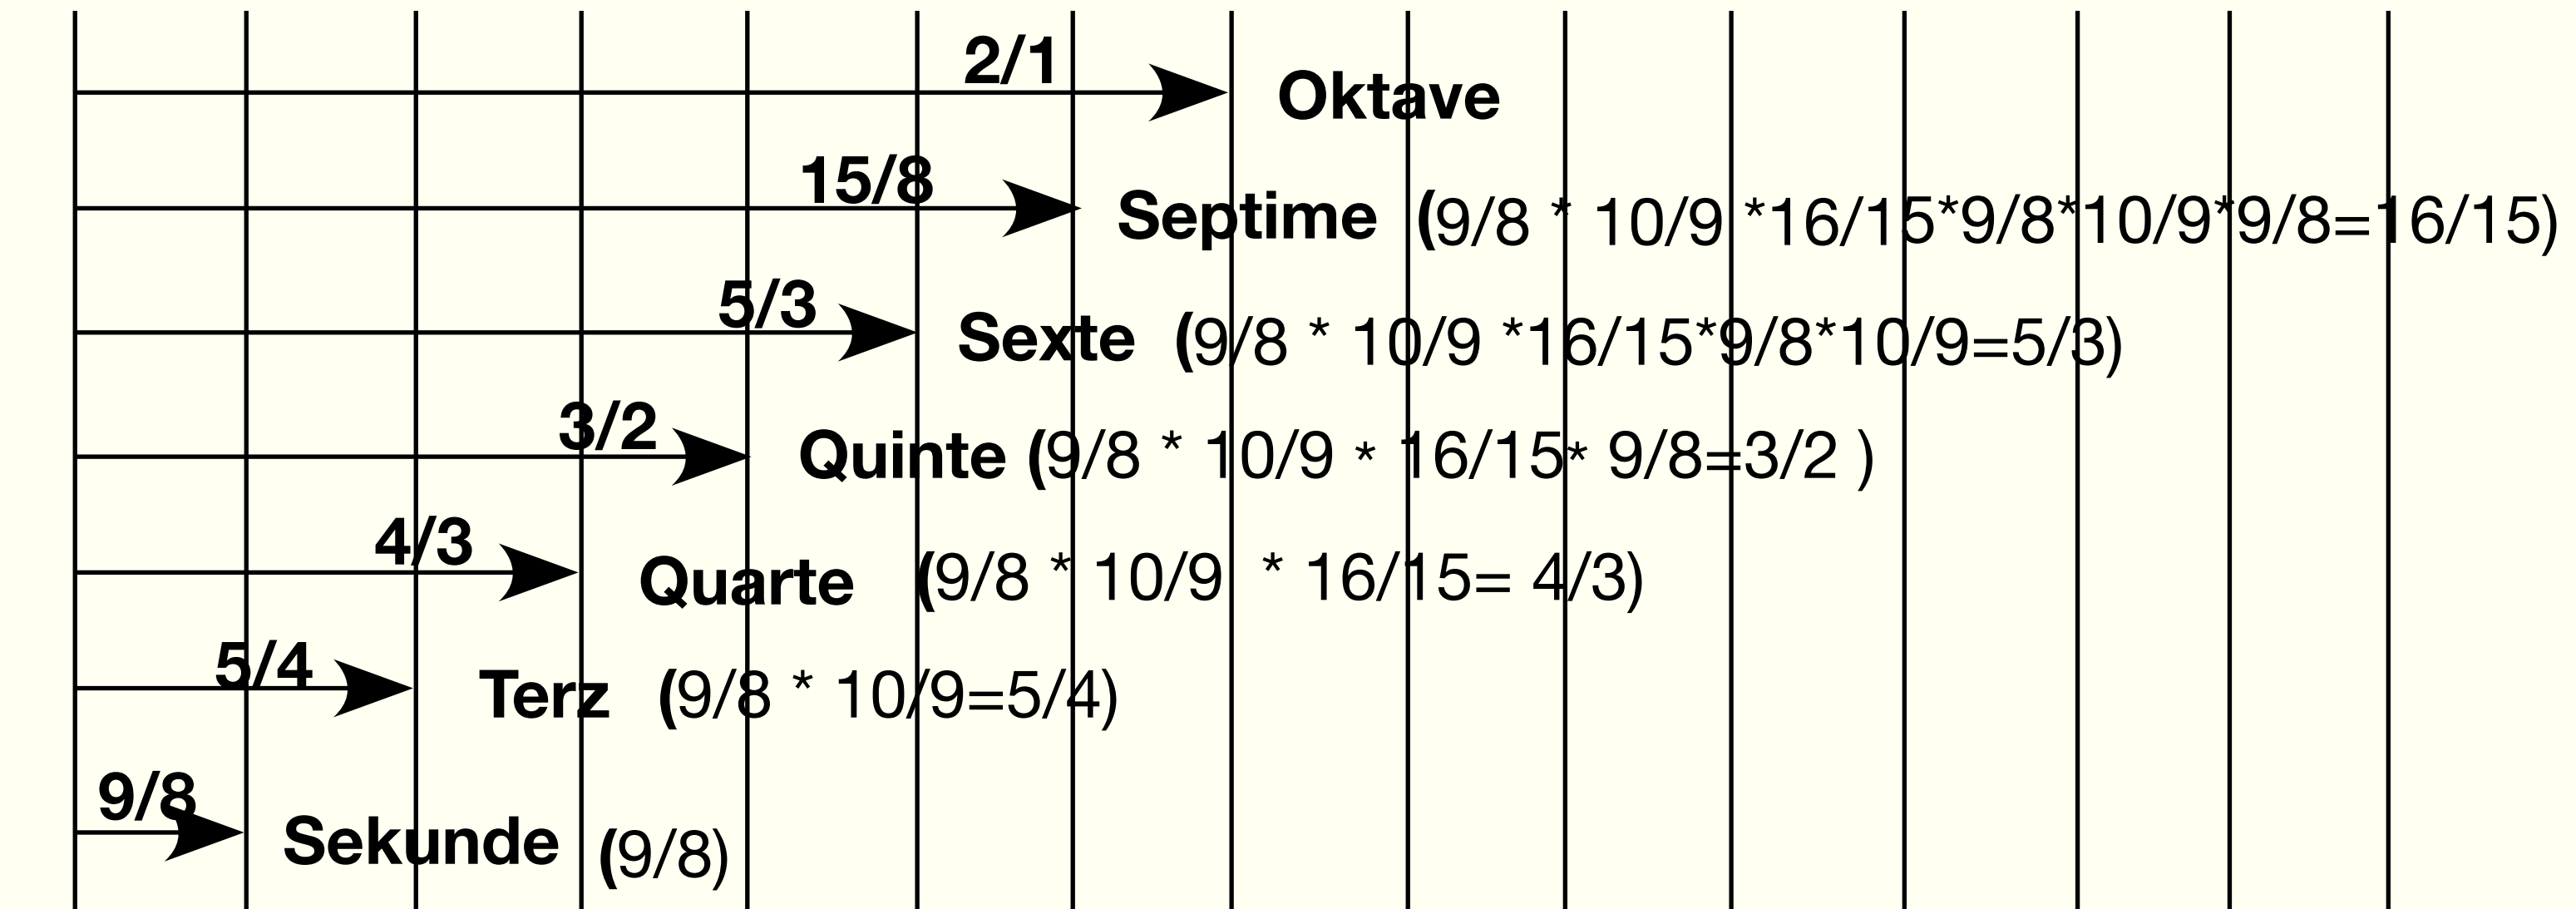 2/1
Oktave
15/8
Septime (9/8 * 10/9 *16/15*9/8*10/9*9/8=16/15)
5/3
Sexte (9/8 * 10/9 *16/15*9/8*10/9=5/3)
3/2
Quinte (9/8 * 10/9 * 16/15* 9/8=3/2 )
4/3
Quarte (9/8 * 10/9 * 16/15= 4/3)
5/4
Terz (9/8 * 10/9=5/4)
9/8
Sekunde (9/8)